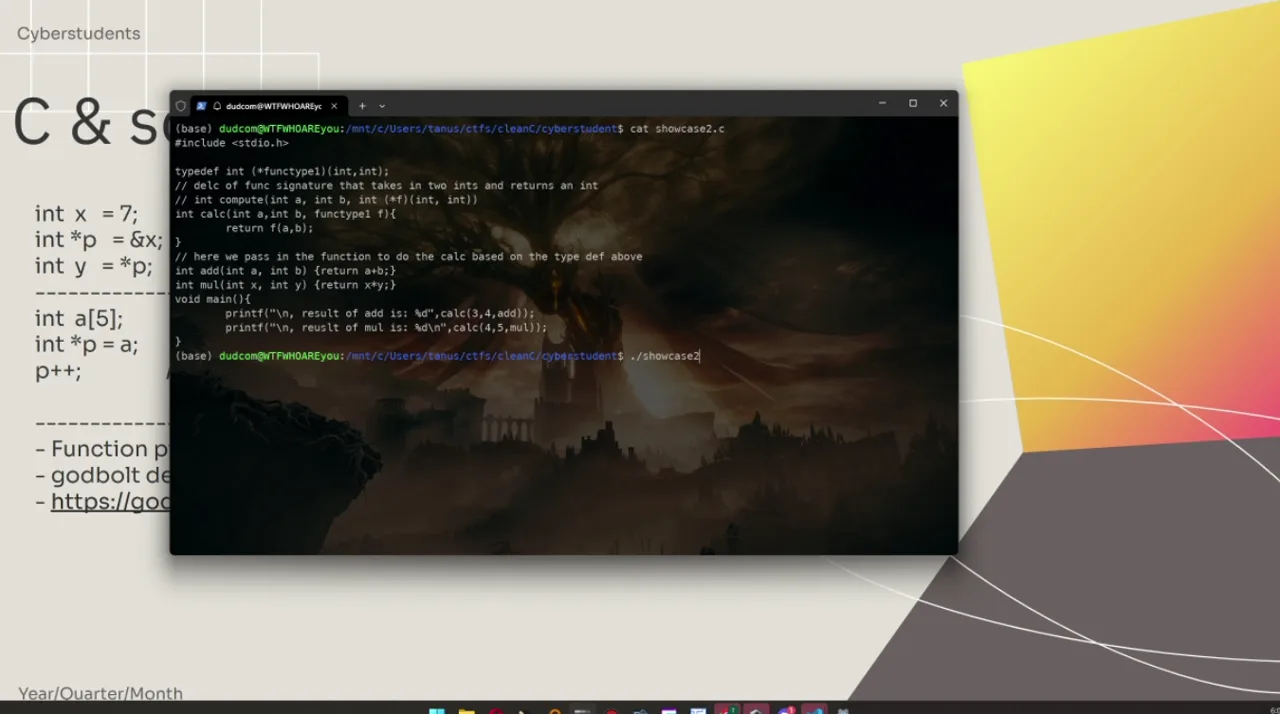 Cyberstudents
C & s
int x = 7;
int *p = &x;
int y = *p;
---------------
int a[5];
int *p = a;
p++;
---------------
- Function p
- godbolt de
- https://go
Year/Quarter/Month
dudcom@WTFWHOAREyc
(base) dudcom@WTFWHOAREyou:/mnt/c/Users/tanus/ctfs/cleanC/cyberstudent$ cat showcase2.c
#include <stdio.h>
typedef int (*functype1)(int,int);
// delc of func signature that takes in two ints and returns an int
// int compute(int a, int b, int (*f)(int, int))
int calc(int a,int b, functype1 f){
return f(a,b);
}
// here we pass in the function to do the calc based on the type def above
int add(int a, int b) {return a+b;}
int mul(int x, int y) {return x*y;}
void main(){
printf("\n, result of add is: %d",calc(3,4,add));
printf("\n, reuslt of mul is: %d\n",calc(4,5,mul));
}
(base) dudcom@WTFWHOAREyou:/mnt/c/Users/tanus/ctfs/cleanC/cyberstudent$ ./showcase2